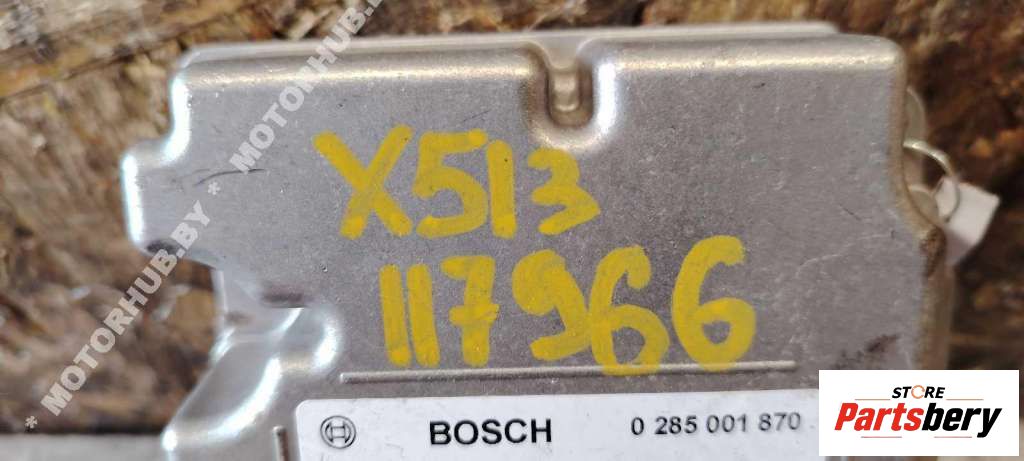 * MOTORHUB.BY * MOTORHUB.BY
X513
117966
BOSCH 0 285 001 870
STORE
Partsbery